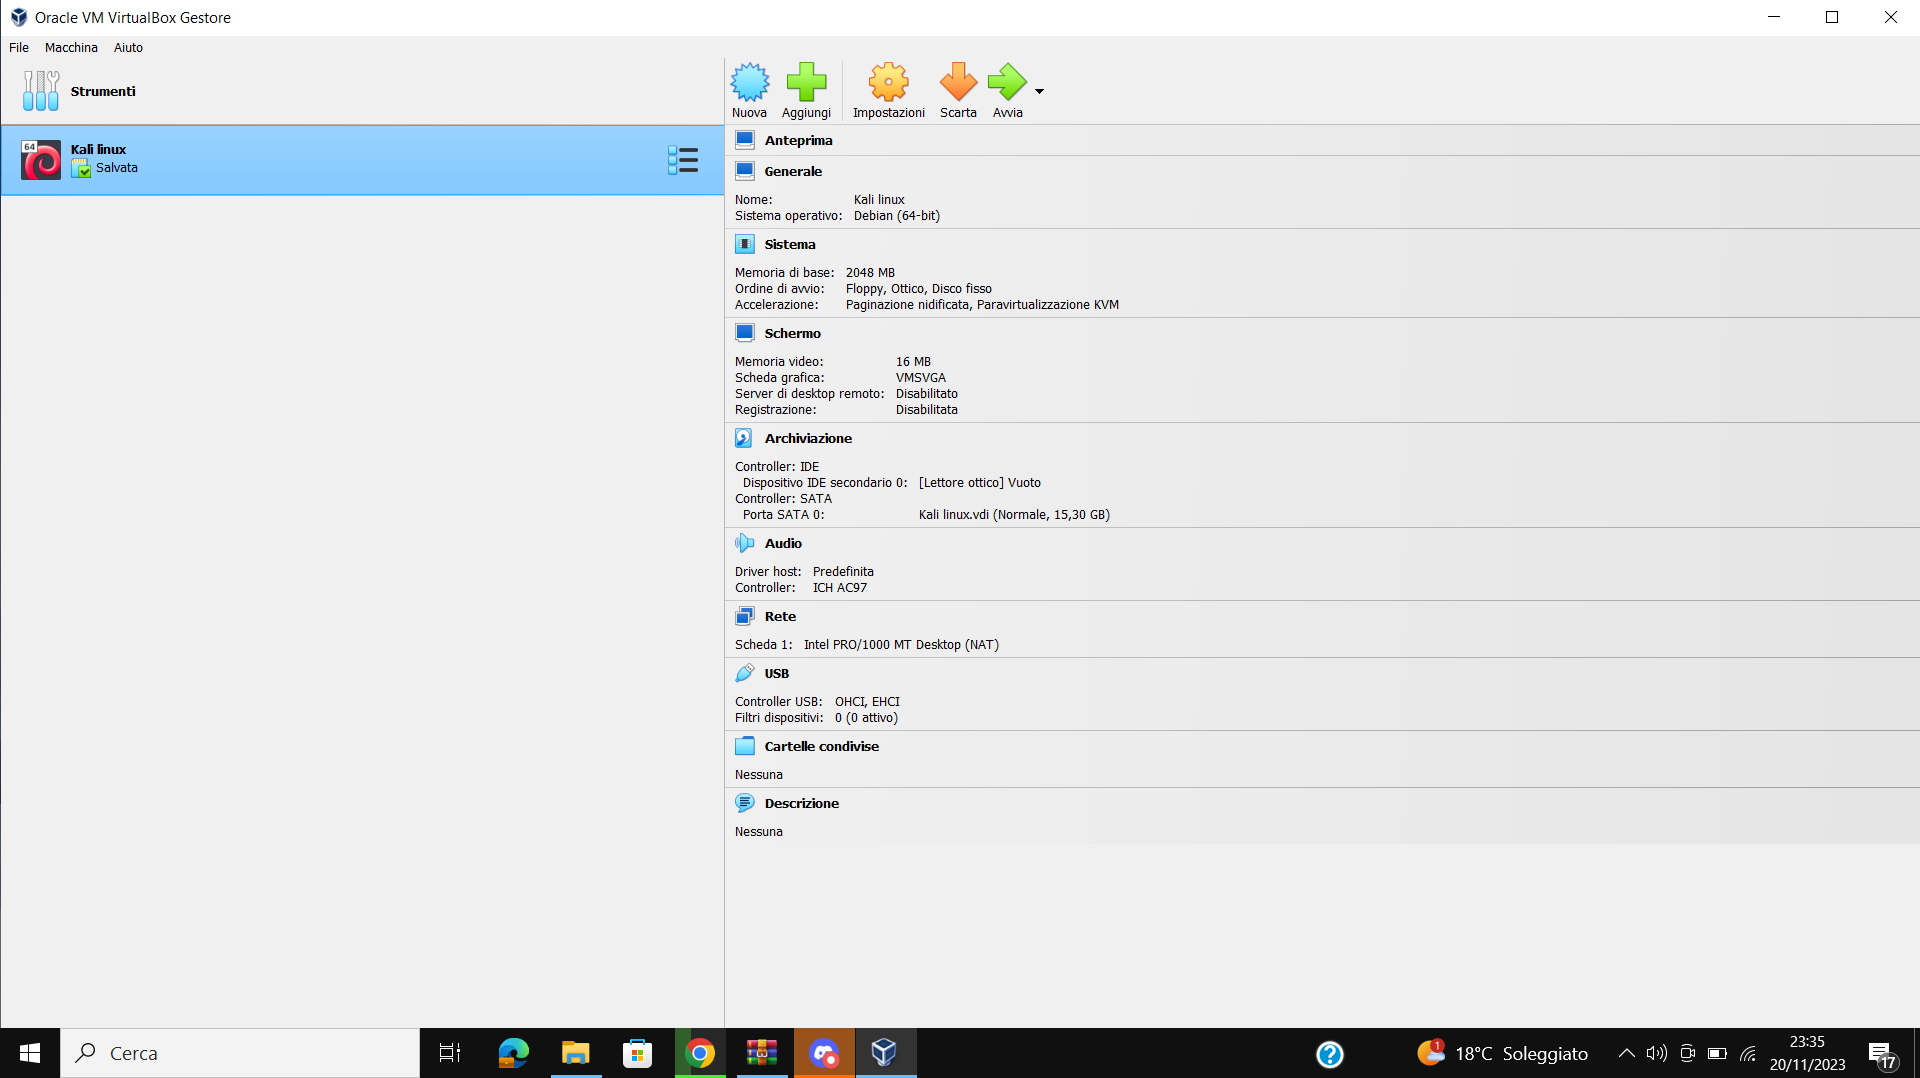 Oracle VM VirtualBox Gestore
File Macchina Aiuto
Strumenti
Nuova Aggiungi Impostazioni Scarta Avvia
64 Kali linux
Salvata
Anteprima
Generale
Nome: Kali linux
Sistema operativo: Debian (64-bit)
Sistema
Memoria di base: 2048 MB
Ordine di avvio: Floppy, Ottico, Disco fisso
Accelerazione: Paginazione nidificata, Paravirtualizzazione KVM
Schermo
Memoria video: 16 MB
Scheda grafica: VMSVGA
Server di desktop remoto: Disabilitato
Registrazione: Disabilitata
Archiviazione
Controller: IDE
Dispositivo IDE secondario 0: [Lettore ottico] Vuoto
Controller: SATA
Porta SATA 0: Kali linux.vdi (Normale, 15,30 GB)
Audio
Driver host: Predefinita
Controller: ICH AC97
Rete
Scheda 1: Intel PRO/1000 MT Desktop (NAT)
USB
Controller USB: OHCI, EHCI
Filtri dispositivi: 0 (0 attivo)
Cartelle condivise
Nessuna
Descrizione
Nessuna
Cerca
1 18°C Soleggiato
23:35
20/11/2023
17